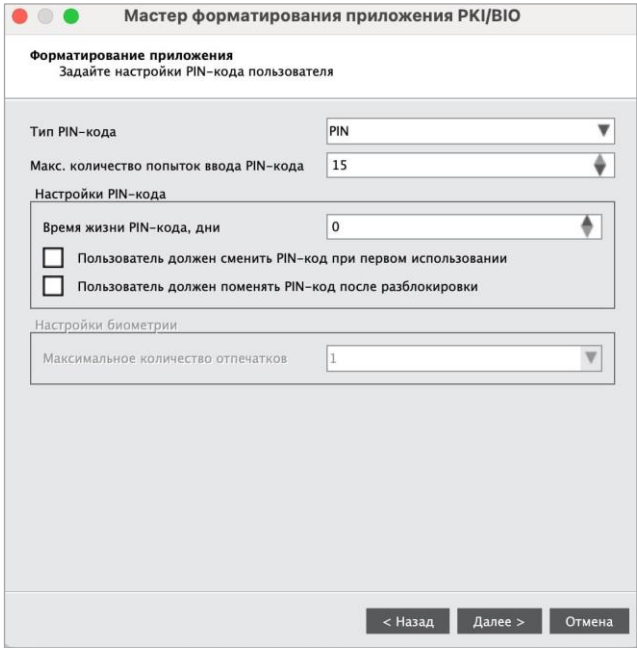 Мастер форматирования приложения PKI/BIO
Форматирование приложения
Задайте настройки PIN-кода пользователя
Тип PIN-кода PIN
Макс. количество попыток ввода PIN-кода 15
Настройки PIN-кода
Время жизни PIN-кода, дни 0
Пользователь должен сменить PIN-код при первом использовании
Пользователь должен поменять PIN-код после разблокировки
Настройки биометрии
Максимальное количество отпечатков 1
< Назад Далее > Отмена